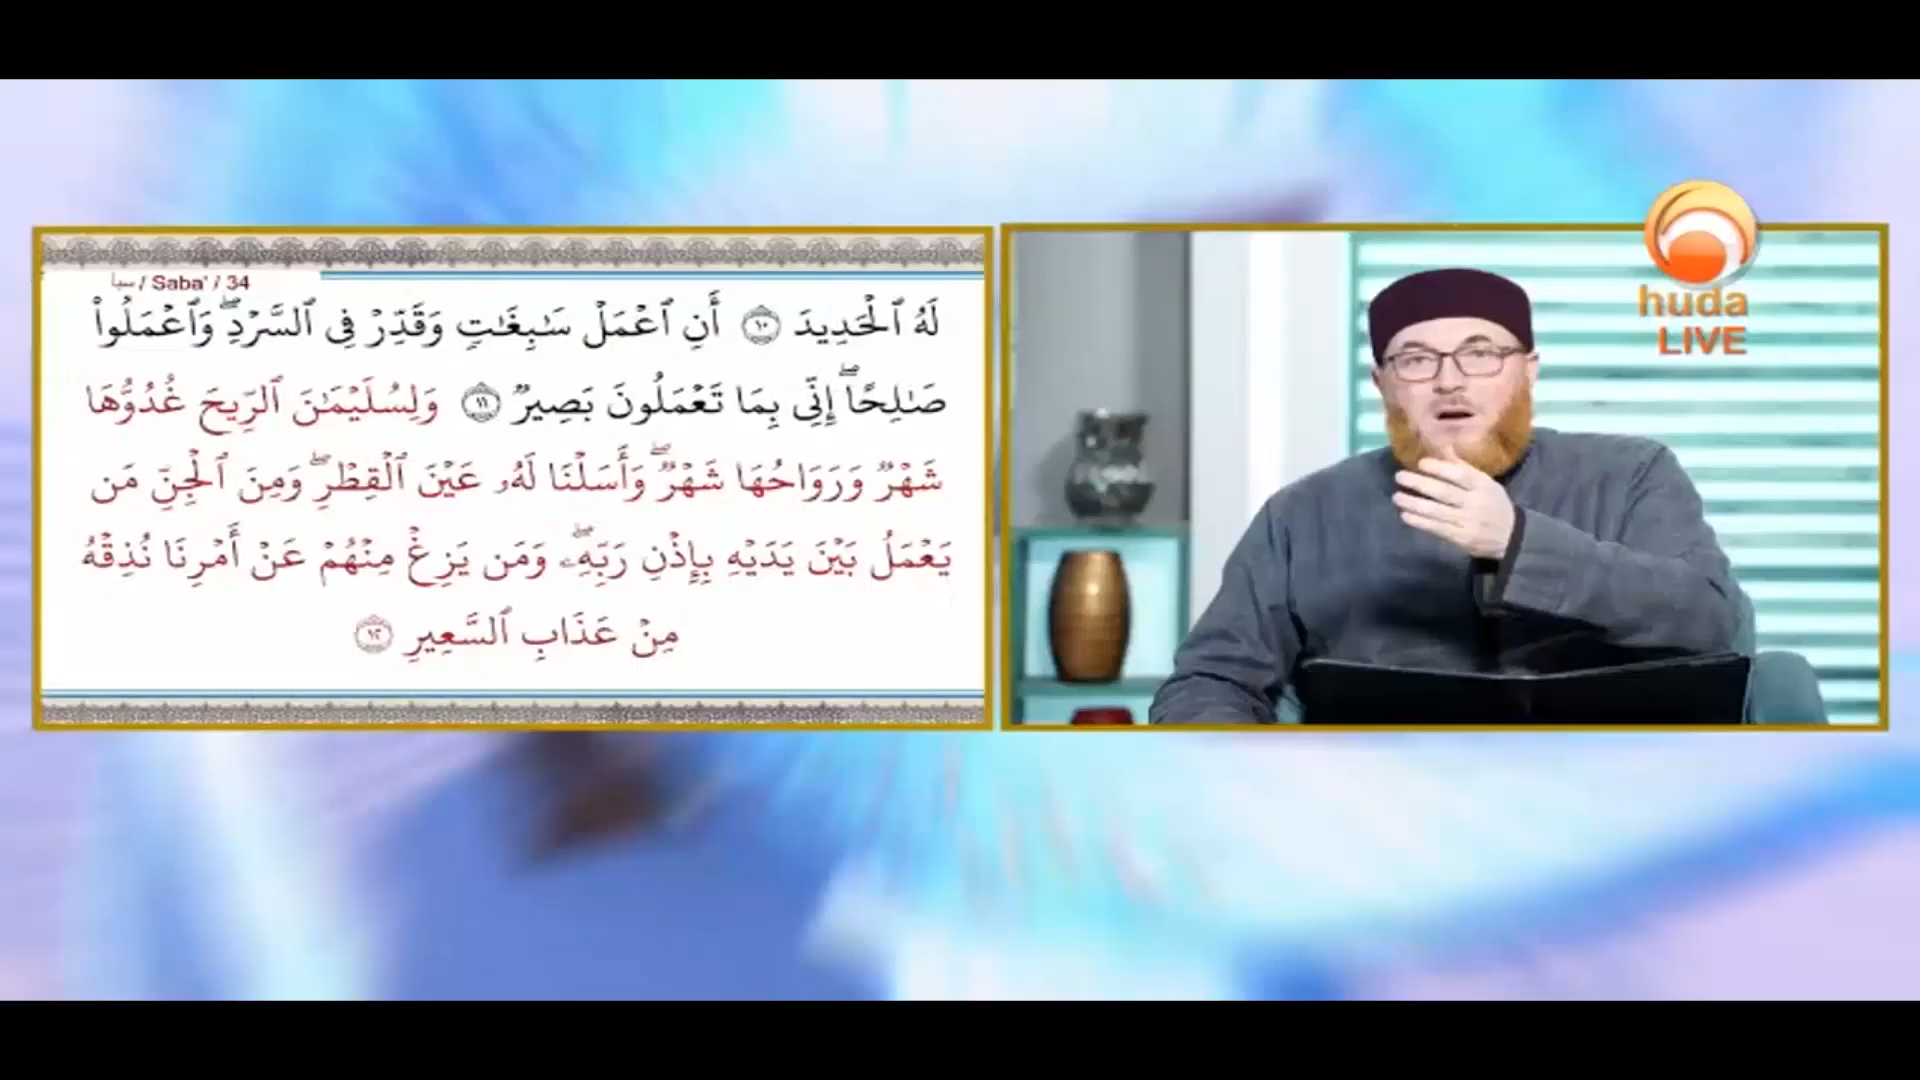 سبأ / Saba' / 34
لَهُ ٱلْحَدِيدَ ١٠ أَنِ ٱعْمَلْ سَـٰبِغَـٰتٍ وَقَدِّرْ فِى ٱلسَّرْدِ ۖ وَٱعْمَلُوا۟
صَـٰلِحًا ۖ إِنِّى بِمَا تَعْمَلُونَ بَصِيرٌ ١١ وَلِسُلَيْمَـٰنَ ٱلرِّيحَ غُدُوُّهَا
شَهْرٌ وَرَوَاحُهَا شَهْرٌ ۖ وَأَسَلْنَا لَهُۥ عَيْنَ ٱلْقِطْرِ ۖ وَمِنَ ٱلْجِنِّ مَن
يَعْمَلُ بَيْنَ يَدَيْهِ بِإِذْنِ رَبِّهِۦ ۖ وَمَن يَزِغْ مِنْهُمْ عَنْ أَمْرِنَا نُذِقْهُ
مِنْ عَذَابِ ٱلسَّعِيرِ ١٢
huda
LIVE